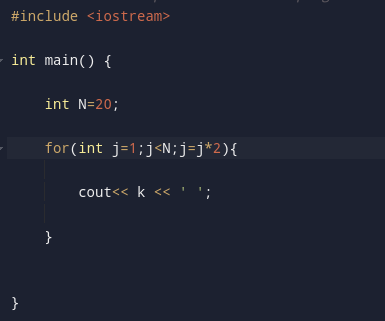 #include <iostream>
int main() {
int N=20;
for(int j=1;j<N;j=j*2){
cout<< k << ' ';
}
}